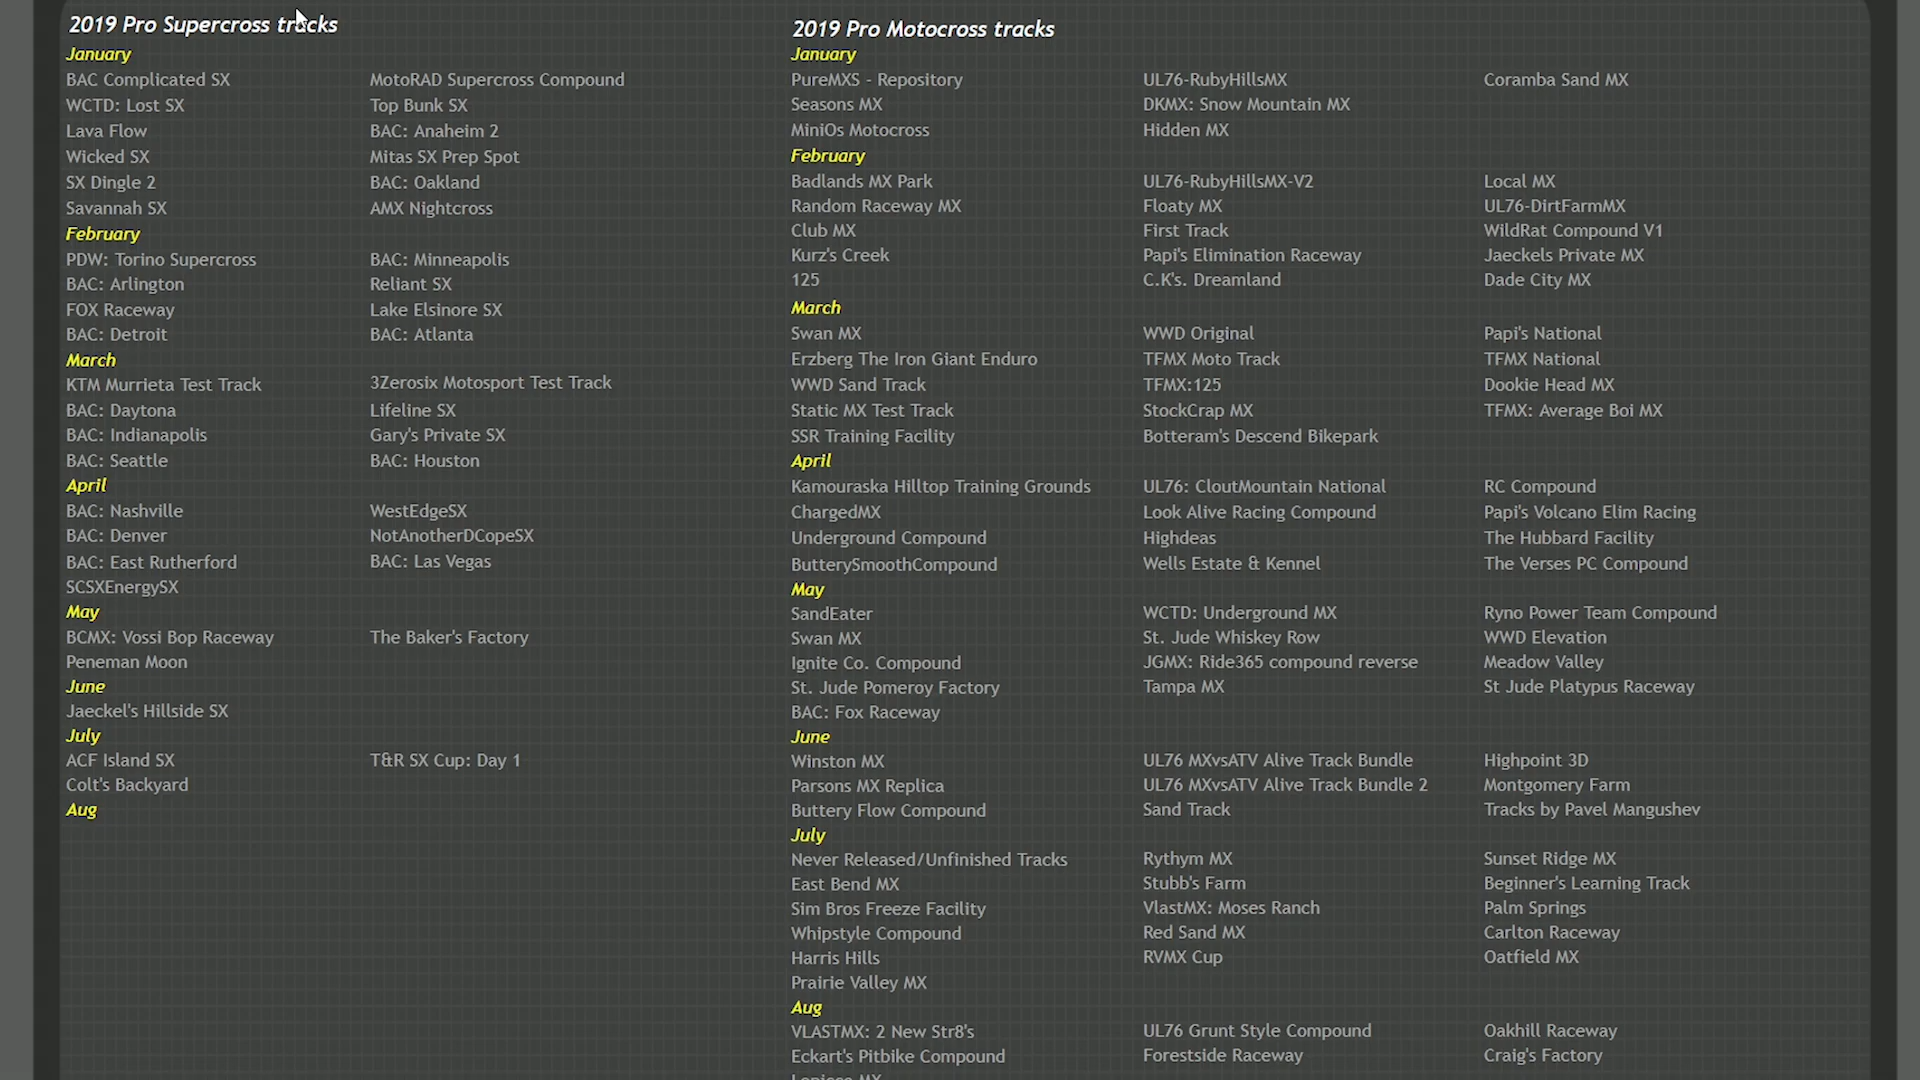 2019 Pro Supercross tracks
January
BAC Complicated SX MotoRAD Supercross Compound
WCTD: Lost SX Top Bunk SX
Lava Flow BAC: Anaheim 2
Wicked SX Mitas SX Prep Spot
SX Dingle 2 BAC: Oakland
Savannah SX AMX Nightcross
February
PDW: Torino Supercross BAC: Minneapolis
BAC: Arlington Reliant SX
FOX Raceway Lake Elsinore SX
BAC: Detroit BAC: Atlanta
March
KTM Murrieta Test Track 3Zerosix Motosport Test Track
BAC: Daytona Lifeline SX
BAC: Indianapolis Gary's Private SX
BAC: Seattle BAC: Houston
April
BAC: Nashville WestEdgeSX
BAC: Denver NotAnotherDCopeSX
BAC: East Rutherford BAC: Las Vegas
SCSXEnergySX
May
BCMX: Vossi Bop Raceway The Baker's Factory
Peneman Moon
June
Jaeckel's Hillside SX
July
ACF Island SX T&R SX Cup: Day 1
Colt's Backyard
Aug
2019 Pro Motocross tracks
January
PureMXS - Repository UL76-RubyHillsMX Coramba Sand MX
Seasons MX DKMX: Snow Mountain MX
MiniOs Motocross Hidden MX
February
Badlands MX Park UL76-RubyHillsMX-V2 Local MX
Random Raceway MX Floaty MX UL76-DirtFarmMX
Club MX First Track WildRat Compound V1
Kurz's Creek Papi's Elimination Raceway Jaeckels Private MX
125 C.K's. Dreamland Dade City MX
March
Swan MX WWD Original Papi's National
Erzberg The Iron Giant Enduro TFMX Moto Track TFMX National
WWD Sand Track TFMX:125 Dookie Head MX
Static MX Test Track StockCrap MX TFMX: Average Boi MX
SSR Training Facility Botteram's Descend Bikepark
April
Kamouraska Hilltop Training Grounds UL76: CloutMountain National RC Compound
ChargedMX Look Alive Racing Compound Papi's Volcano Elim Racing
Underground Compound Highdeas The Hubbard Facility
ButterySmoothCompound Wells Estate & Kennel The Verses PC Compound
May
SandEater WCTD: Underground MX Ryno Power Team Compound
Swan MX St. Jude Whiskey Row WWD Elevation
Ignite Co. Compound JGMX: Ride365 compound reverse Meadow Valley
St. Jude Pomeroy Factory Tampa MX St Jude Platypus Raceway
BAC: Fox Raceway
June
Winston MX UL76 MXvsATV Alive Track Bundle Highpoint 3D
Parsons MX Replica UL76 MXvsATV Alive Track Bundle 2 Montgomery Farm
Buttery Flow Compound Sand Track Tracks by Pavel Mangushev
July
Never Released/Unfinished Tracks Rythym MX Sunset Ridge MX
East Bend MX Stubb's Farm Beginner's Learning Track
Sim Bros Freeze Facility VlastMX: Moses Ranch Palm Springs
Whipstyle Compound Red Sand MX Carlton Raceway
Harris Hills RVMX Cup Oatfield MX
Prairie Valley MX
Aug
VLASTMX: 2 New Str8's UL76 Grunt Style Compound Oakhill Raceway
Eckart's Pitbike Compound Forestside Raceway Craig's Factory